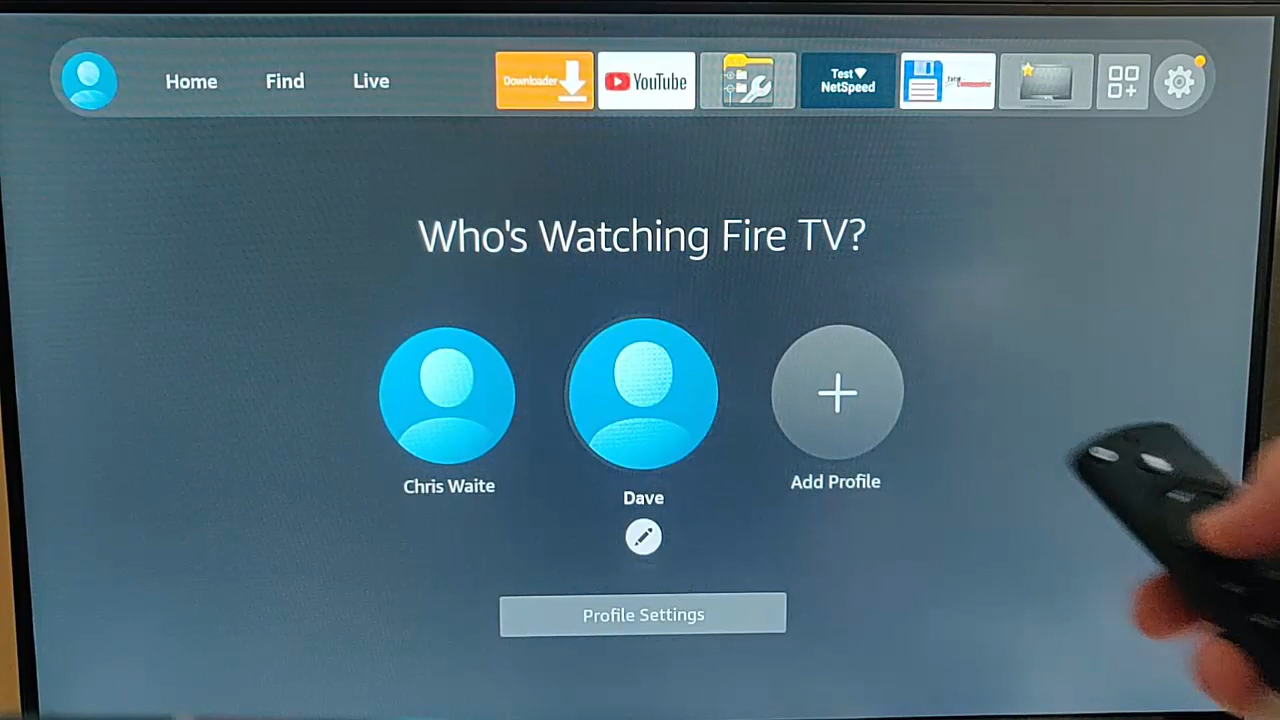 Home
Find
Live
Downloader
YouTube
Test
NetSpeed
Who's Watching Fire TV?
Chris Waite
Dave
Add Profile
Profile Settings